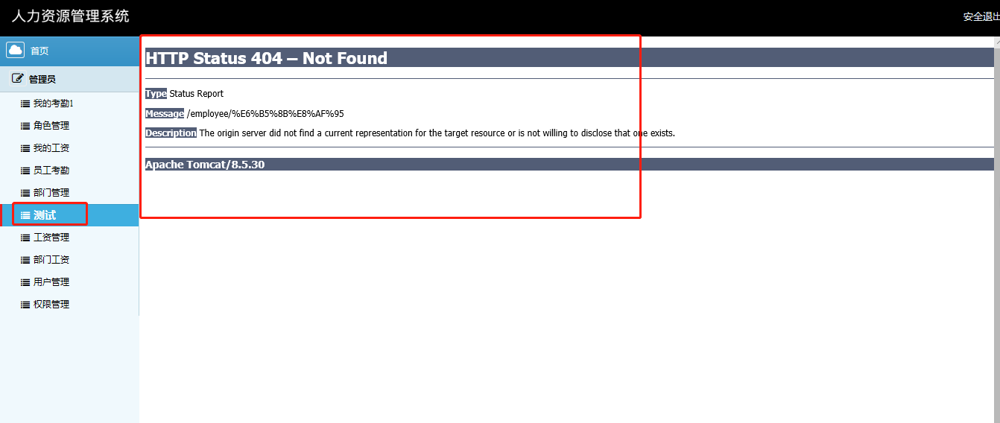 人力资源管理系统
安全退出
首页
管理员
我的考勤1
角色管理
我的工资
员工考勤
部门管理
测试
工资管理
部门工资
用户管理
权限管理
HTTP Status 404 – Not Found
Type Status Report
Message /employee/%E6%B5%8B%E8%AF%95
Description The origin server did not find a current representation for the target resource or is not willing to disclose that one exists.
Apache Tomcat/8.5.30